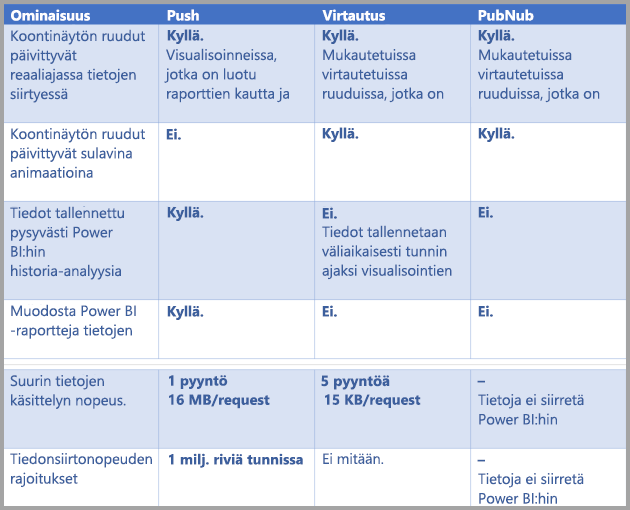 Ominaisuus Push Virtautus PubNub
Koontinäytön ruudut
päivittyvät
reaaliajassa tietojen
siirtyessä
Kyllä.
Visualisoinneissa,
jotka on luotu
raporttien kautta ja
Kyllä.
Mukautetuissa
virtautetuissa
ruuduissa, jotka on
Kyllä.
Mukautetuissa
virtautetuissa
ruuduissa, jotka on
Koontinäytön ruudut
päivittyvät sulavina
animaatioina
Ei.
Kyllä.
Kyllä.
Tiedot tallennettu
pysyvästi Power
BI:hin
historia-analyysia
Kyllä.
Ei.
Tiedot tallennetaan
väliaikaisesti tunnin
ajaksi visualisointien
Ei.
Muodosta Power BI
-raportteja tietojen
Kyllä.
Ei.
Ei.
Suurin tietojen
käsittelyn nopeus.
1 pyyntö
16 MB/request
5 pyyntöä
15 KB/request
–
Tietoja ei siirretä
Power BI:hin
Tiedonsiirtonopeuden
rajoitukset
1 milj. riviä tunnissa
Ei mitään.
–
Tietoja ei siirretä
Power BI:hin